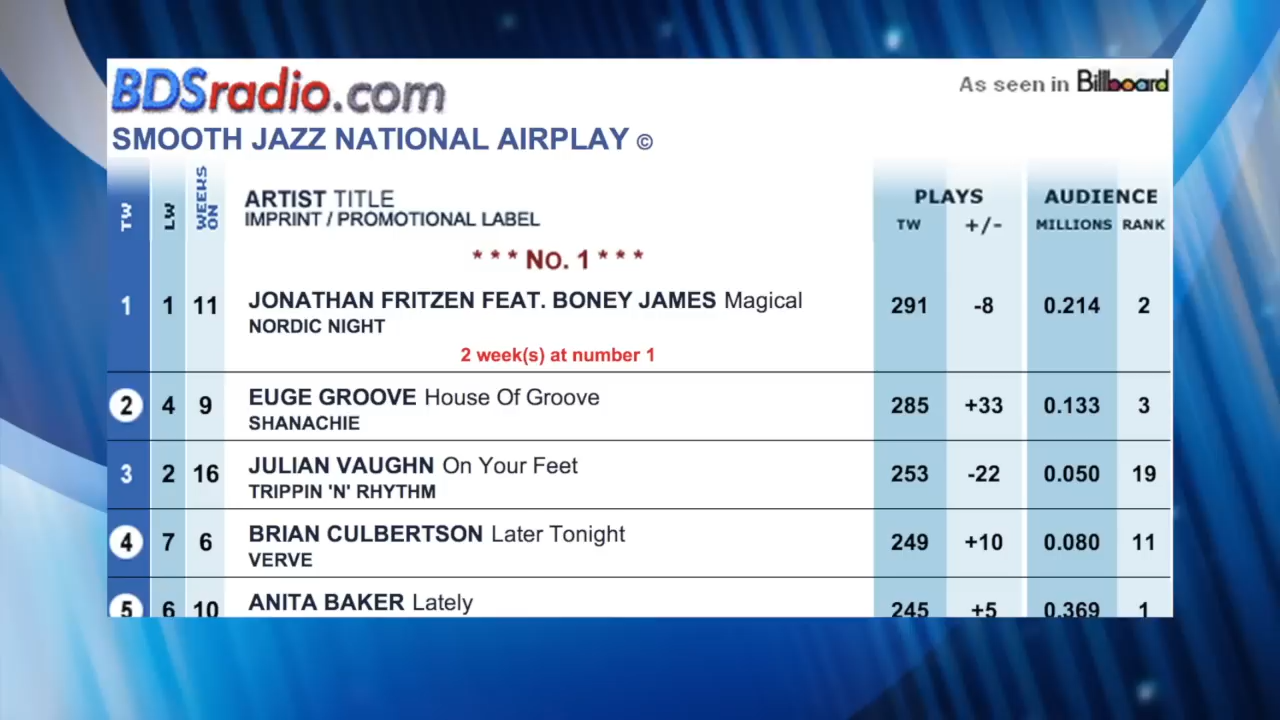 BDSradio.com
As seen in Billboard
SMOOTH JAZZ NATIONAL AIRPLAY ©
TW LW WEEKS ON ARTIST TITLE PLAYS AUDIENCE
IMPRINT / PROMOTIONAL LABEL TW +/- MILLIONS RANK
* * * No. 1 * * *
1 1 11 JONATHAN FRITZEN FEAT. BONEY JAMES Magical 291 -8 0.214 2
NORDIC NIGHT
2 week(s) at number 1
2 4 9 EUGE GROOVE House Of Groove 285 +33 0.133 3
SHANACHIE
3 2 16 JULIAN VAUGHN On Your Feet 253 -22 0.050 19
TRIPPIN 'N' RHYTHM
4 7 6 BRIAN CULBERTSON Later Tonight 249 +10 0.080 11
VERVE
5 6 10 ANITA BAKER Lately 245 +5 0.369 1